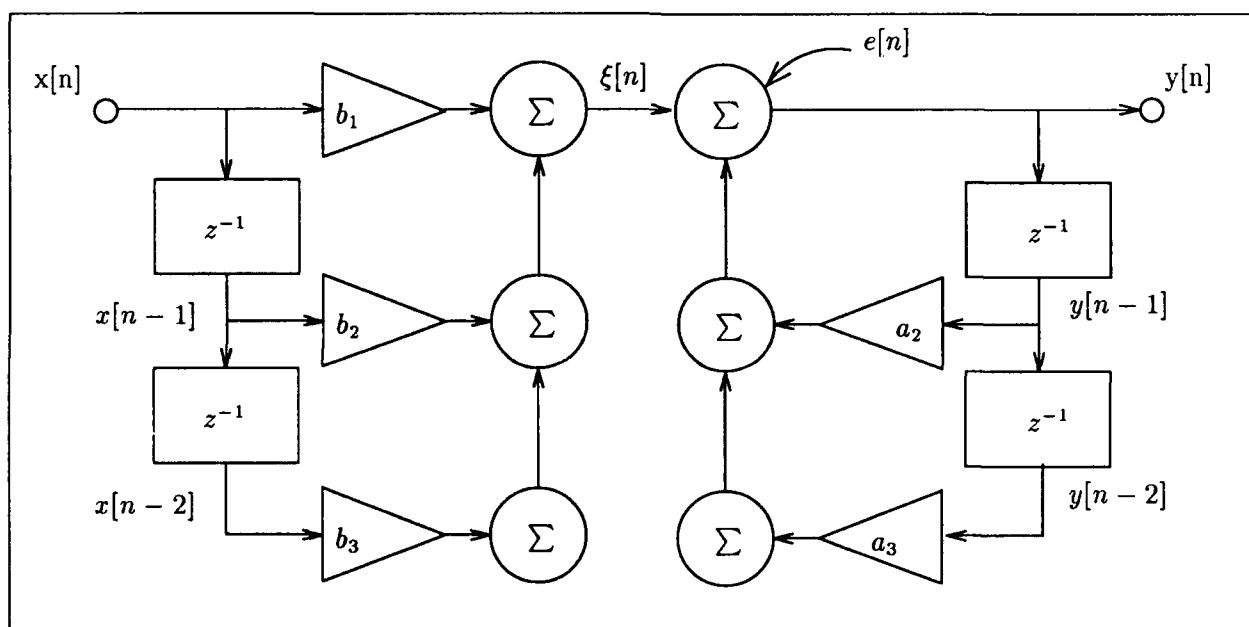 e[n]
x[n]
b₁
Σ
ξ[n]
Σ
y[n]
z⁻¹
z⁻¹
x[n − 1]
b₂
Σ
Σ
a₂
y[n − 1]
z⁻¹
z⁻¹
x[n − 2]
b₃
Σ
Σ
a₃
y[n − 2]